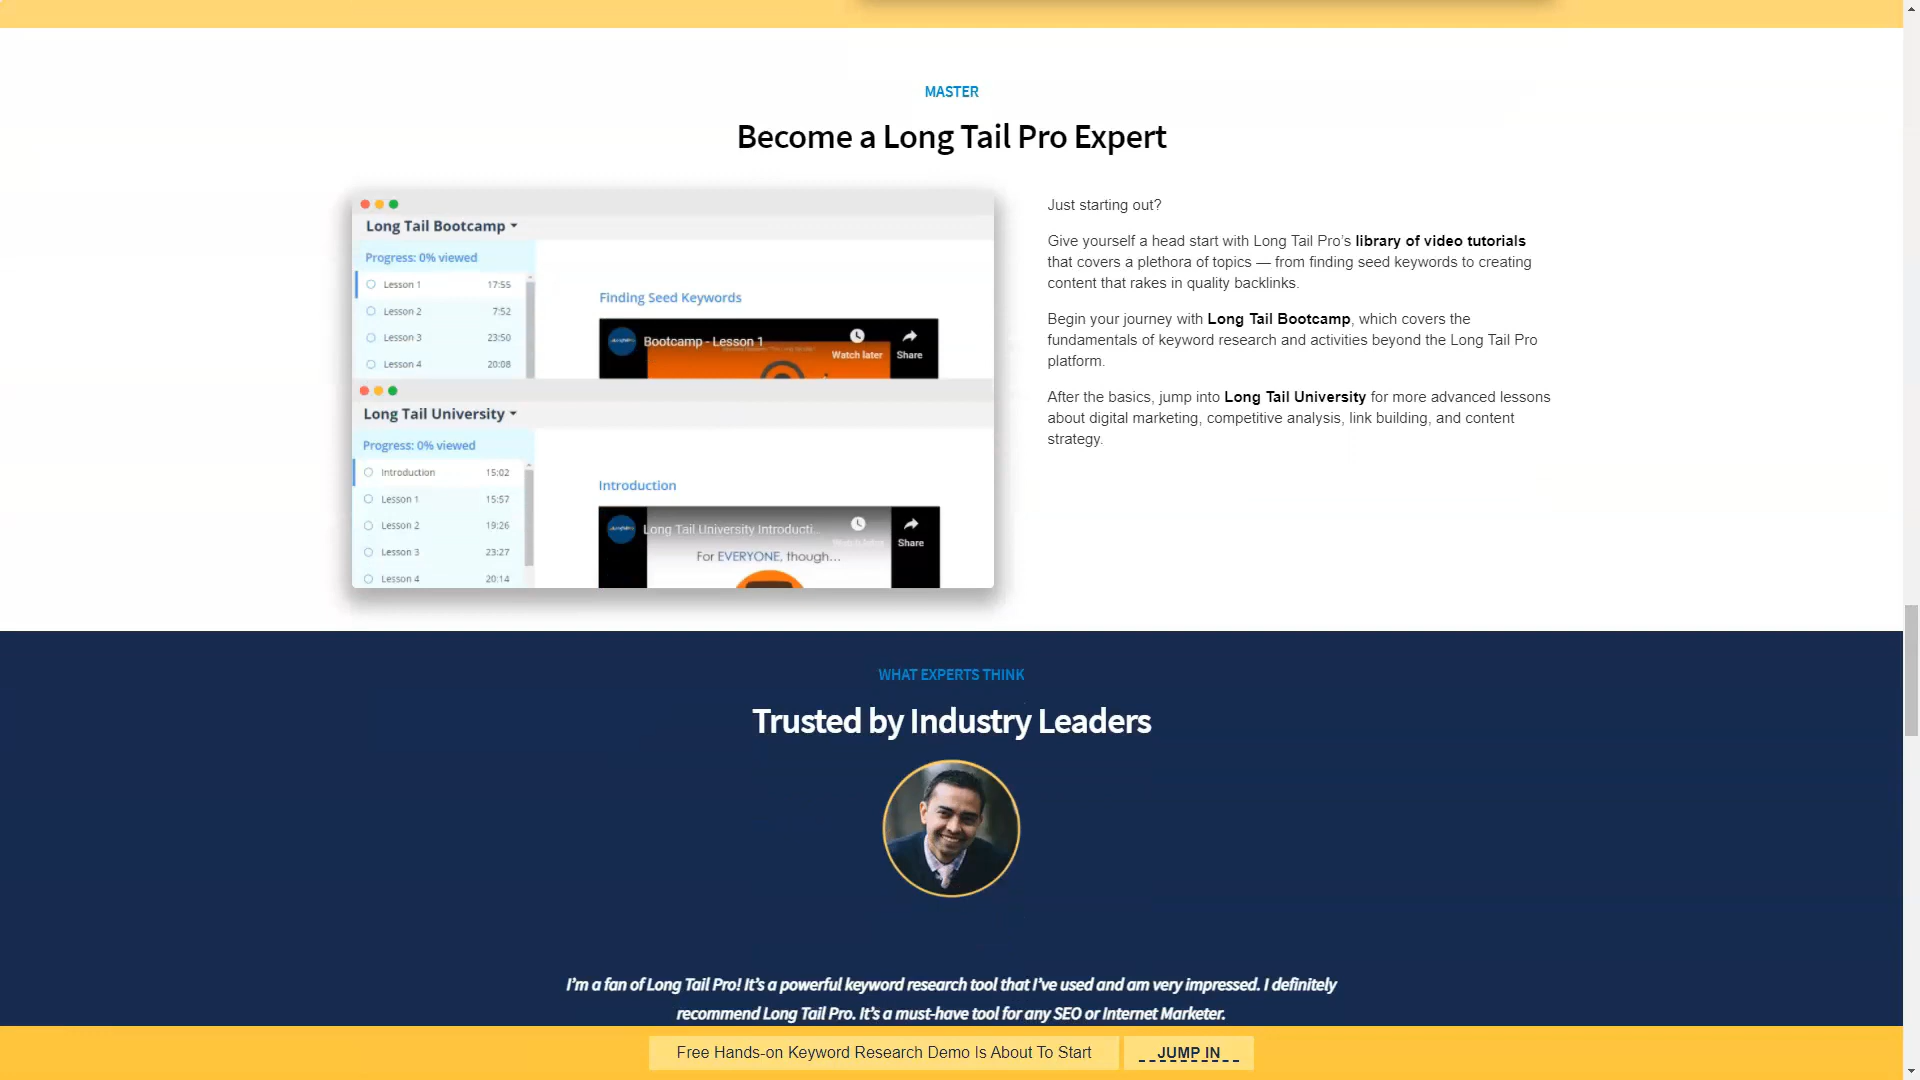 MASTER
Become a Long Tail Pro Expert
Long Tail Bootcamp
Progress: 0% viewed
Lesson 1 17:55
Lesson 2 7:52
Lesson 3 23:50
Lesson 4 20:08
Finding Seed Keywords
Bootcamp - Lesson 1
Watch later Share
Long Tail University
Progress: 0% viewed
Introduction 15:02
Lesson 1 15:57
Lesson 2 19:26
Lesson 3 23:27
Lesson 4 20:14
Introduction
Long Tail University Introducti...
Watch later Share
For EVERYONE, though...
Just starting out?
Give yourself a head start with Long Tail Pro’s library of video tutorials
that covers a plethora of topics — from finding seed keywords to creating
content that rakes in quality backlinks.
Begin your journey with Long Tail Bootcamp, which covers the
fundamentals of keyword research and activities beyond the Long Tail Pro
platform.
After the basics, jump into Long Tail University for more advanced lessons
about digital marketing, competitive analysis, link building, and content
strategy.
WHAT EXPERTS THINK
Trusted by Industry Leaders
I’m a fan of Long Tail Pro! It’s a powerful keyword research tool that I’ve used and am very impressed. I definitely
recommend Long Tail Pro. It’s a must-have tool for any SEO or Internet Marketer.
Free Hands-on Keyword Research Demo Is About To Start
JUMP IN